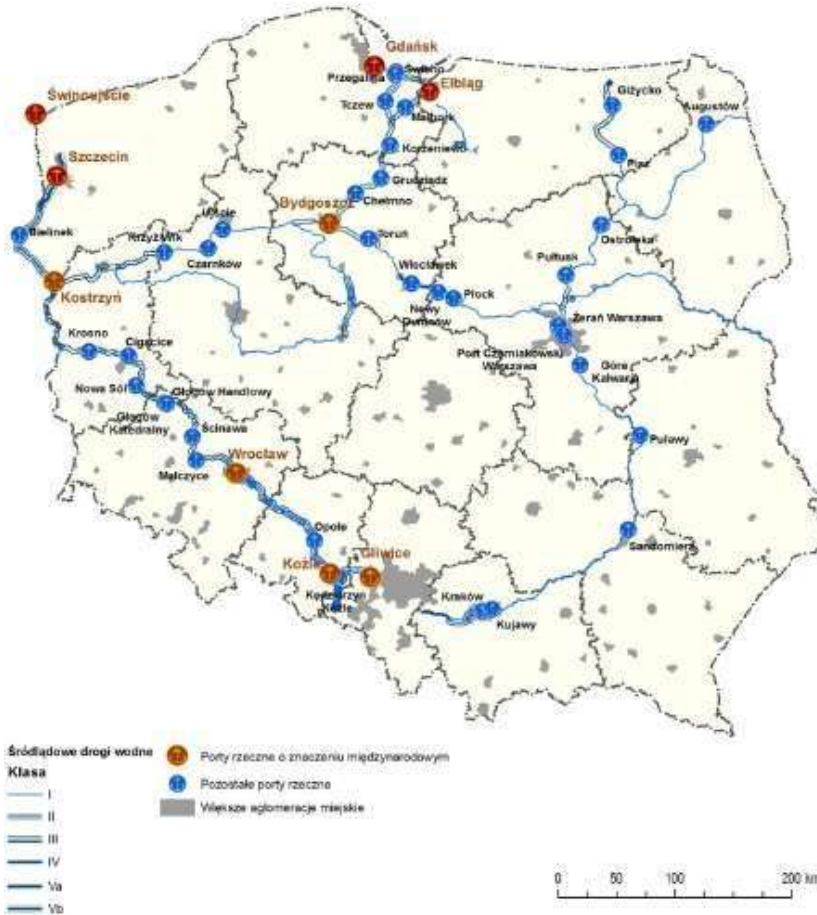 Gdańsk
Świbno
Przegalina
Elbląg
Tczew
Malbork
Giżycko
Augustów
Świnoujście
Korzeniewo
Pisz
Szczecin
Grudziądz
Chełmno
Bydgoszcz
Ujście
Toruń
Ostrołęka
Bielinek
Krzyż Wlk
Czarnków
Pułtusk
Włocławek
Kostrzyń
Płock
Nowy
Duninów
Żerań Warszawa
Krosno
Cigacice
Port Czerniakowski
Warszawa
Góra
Kalwaria
Nowa Sól
Głogów Handlowy
Głogów
Katedralny
Ścinawa
Puławy
Wrocław
Malczyce
Opole
Sandomierz
Koźle
Gliwice
Kędzierzyn
Koźle
Kraków
Kujawy
Śródlądowe drogi wodne
Klasa
I
II
III
IV
Va
Vb
Porty rzeczne o znaczeniu międzynarodowym
Pozostałe porty rzeczne
Większe aglomeracje miejskie
0 50 100 200 km